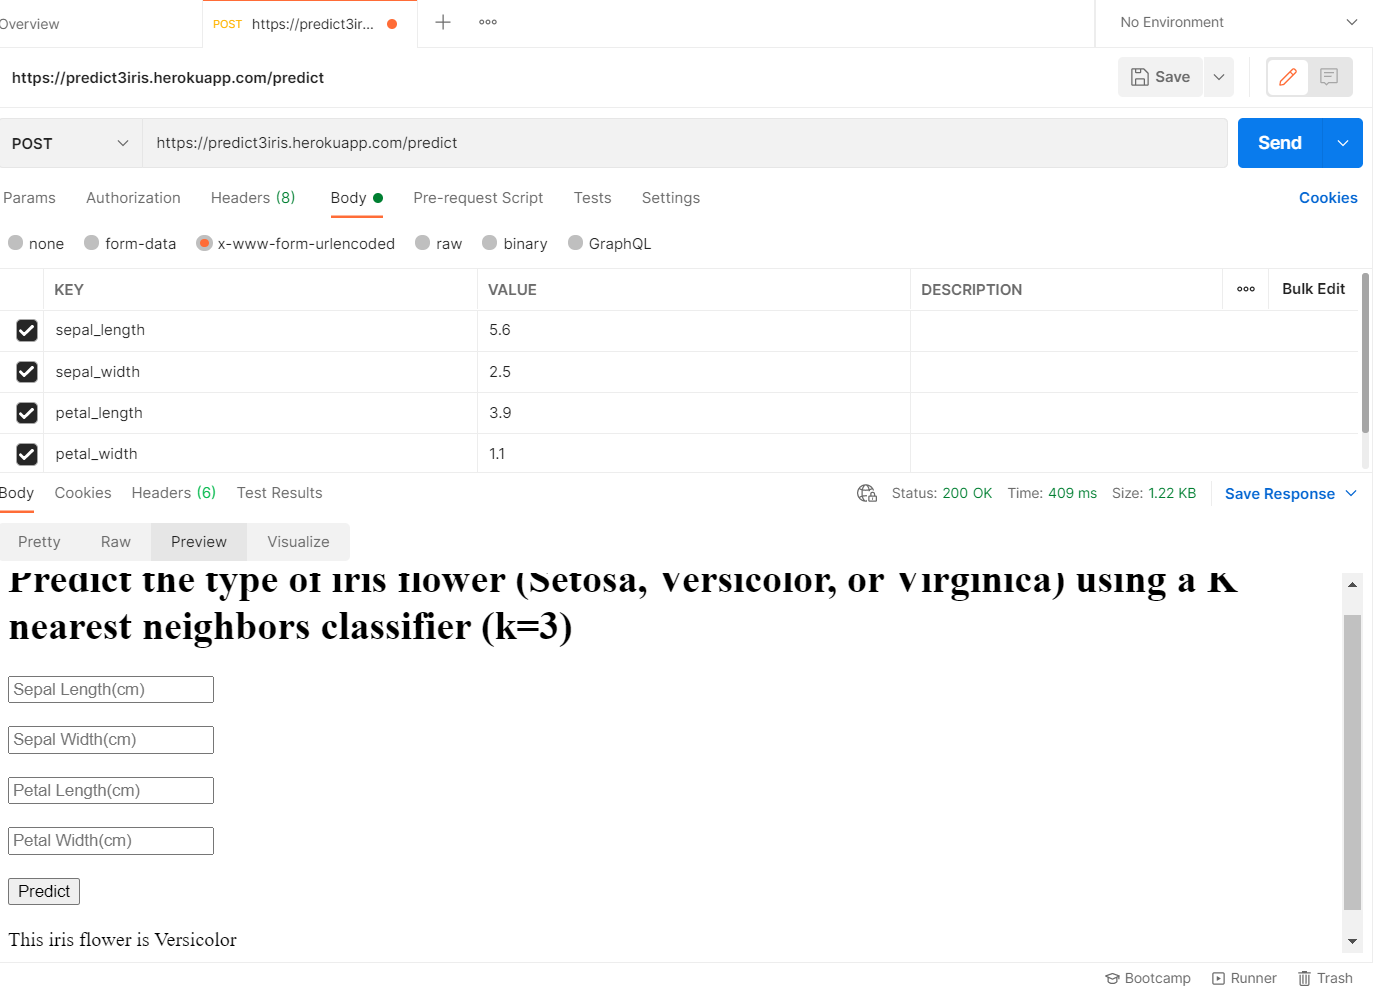 Overview
POST https://predict3ir...
No Environment
https://predict3iris.herokuapp.com/predict
Save
POST https://predict3iris.herokuapp.com/predict Send
Params Authorization Headers (8) Body Pre-request Script Tests Settings Cookies
none form-data x-www-form-urlencoded raw binary GraphQL
KEY VALUE DESCRIPTION Bulk Edit
sepal_length 5.6
sepal_width 2.5
petal_length 3.9
petal_width 1.1
Body Cookies Headers (6) Test Results Status: 200 OK Time: 409 ms Size: 1.22 KB Save Response
Pretty Raw Preview Visualize
Predict the type of iris flower (Setosa, Versicolor, or Virginica) using a K
nearest neighbors classifier (k=3)
Sepal Length(cm)
Sepal Width(cm)
Petal Length(cm)
Petal Width(cm)
Predict
This iris flower is Versicolor
Bootcamp Runner Trash